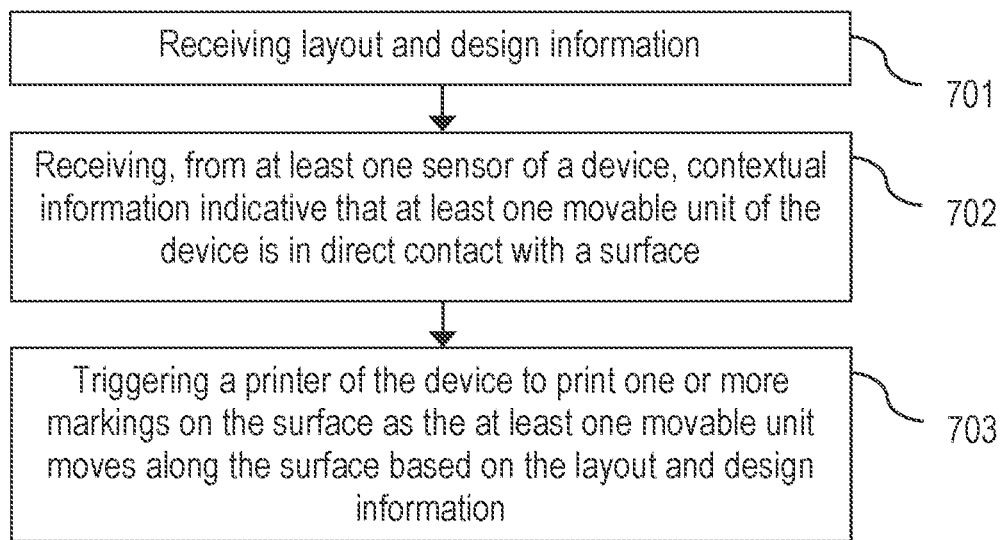 Receiving layout and design information
701
Receiving, from at least one sensor of a device, contextual
information indicative that at least one movable unit of the
device is in direct contact with a surface
702
Triggering a printer of the device to print one or more
markings on the surface as the at least one movable unit
moves along the surface based on the layout and design
information
703